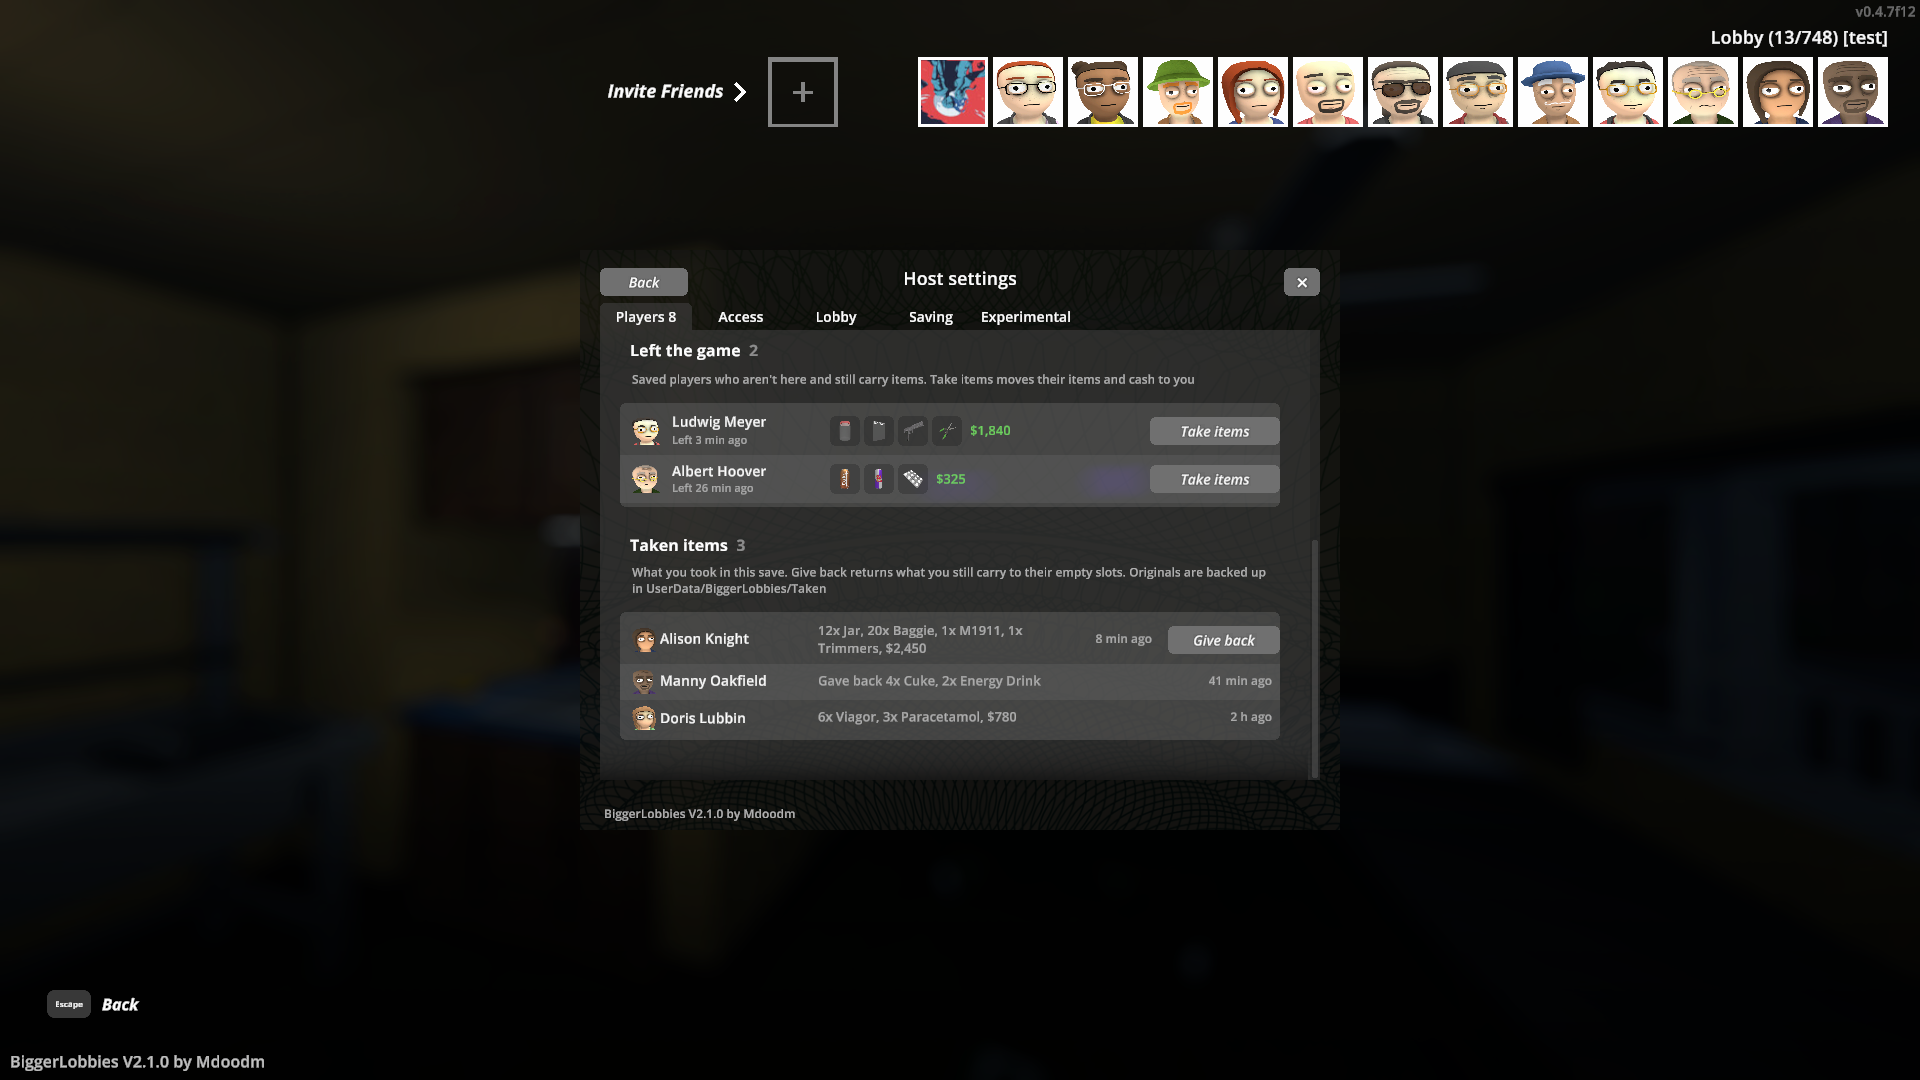 v0.4.7f12
Lobby (13/748) [test]
Invite Friends
Back
Host settings
Players 8
Access
Lobby
Saving
Experimental
Left the game 2
Saved players who aren't here and still carry items. Take items moves their items and cash to you
Ludwig Meyer
Left 3 min ago
$1,840
Take items
Albert Hoover
Left 26 min ago
$325
Take items
Taken items 3
What you took in this save. Give back returns what you still carry to their empty slots. Originals are backed up
in UserData/BiggerLobbies/Taken
Alison Knight
12x Jar, 20x Baggie, 1x M1911, 1x
Trimmers, $2,450
8 min ago
Give back
Manny Oakfield
Gave back 4x Cuke, 2x Energy Drink
41 min ago
Doris Lubbin
6x Viagor, 3x Paracetamol, $780
2 h ago
BiggerLobbies V2.1.0 by Mdoodm
Escape
Back
BiggerLobbies V2.1.0 by Mdoodm